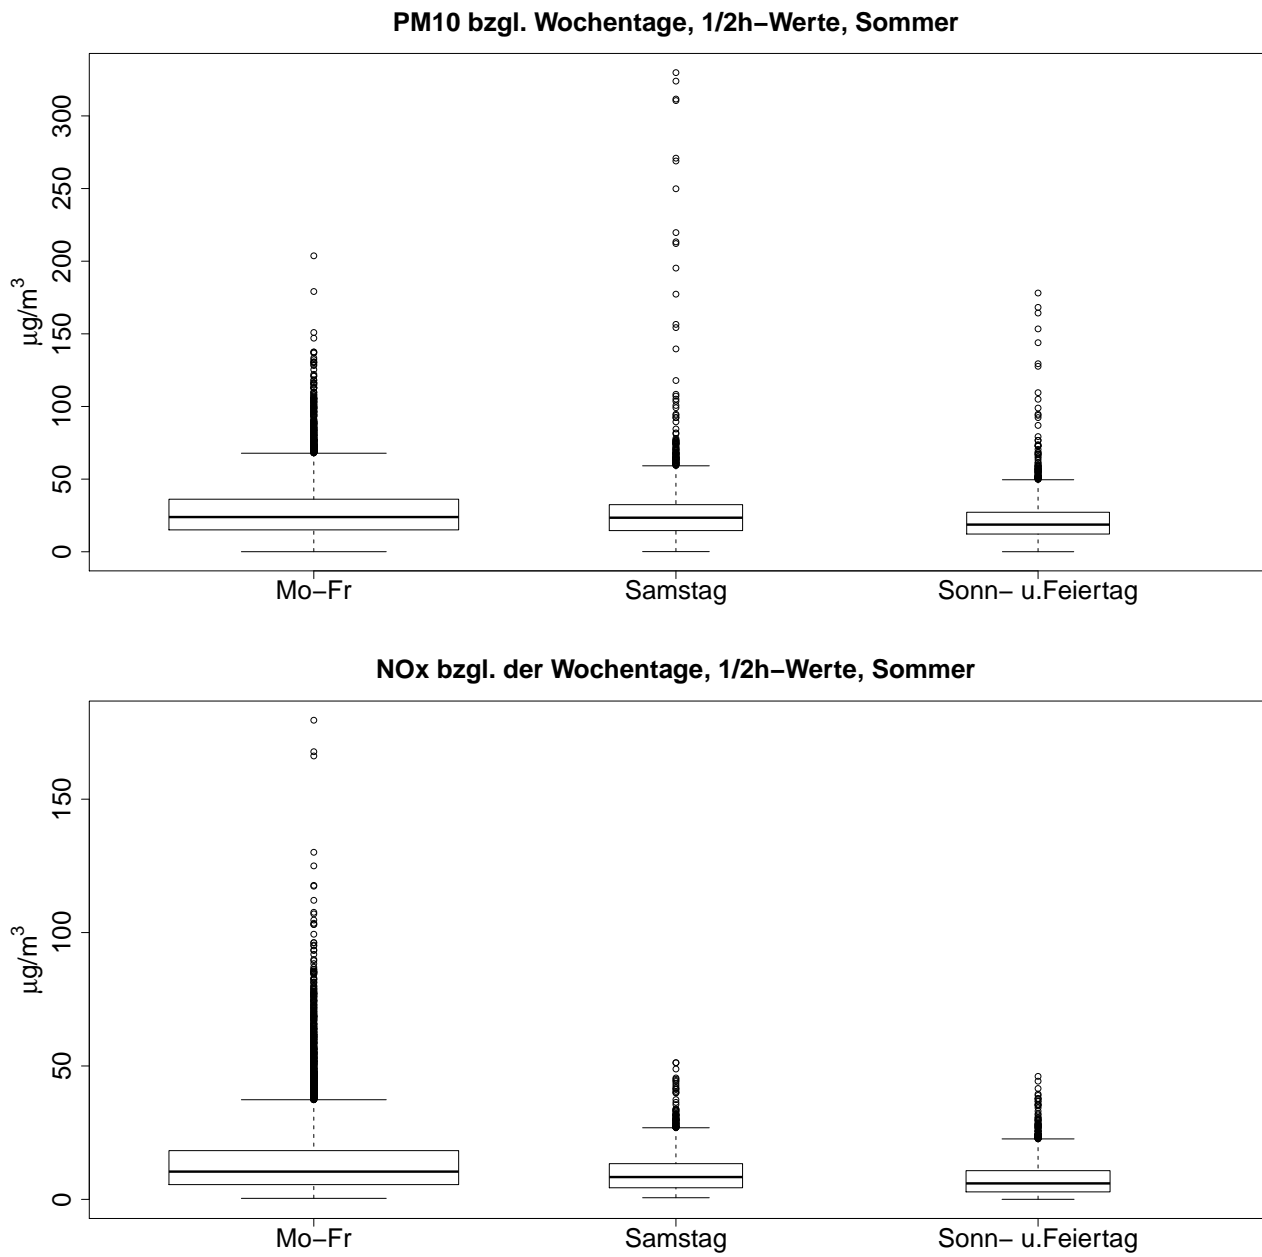 PM10 bzgl. Wochentage, 1/2h−Werte, Sommer
µg/m³
300
250
200
150
100
50
0
Mo−Fr Samstag Sonn− u.Feiertag
NOx bzgl. der Wochentage, 1/2h−Werte, Sommer
µg/m³
150
100
50
0
Mo−Fr Samstag Sonn− u.Feiertag